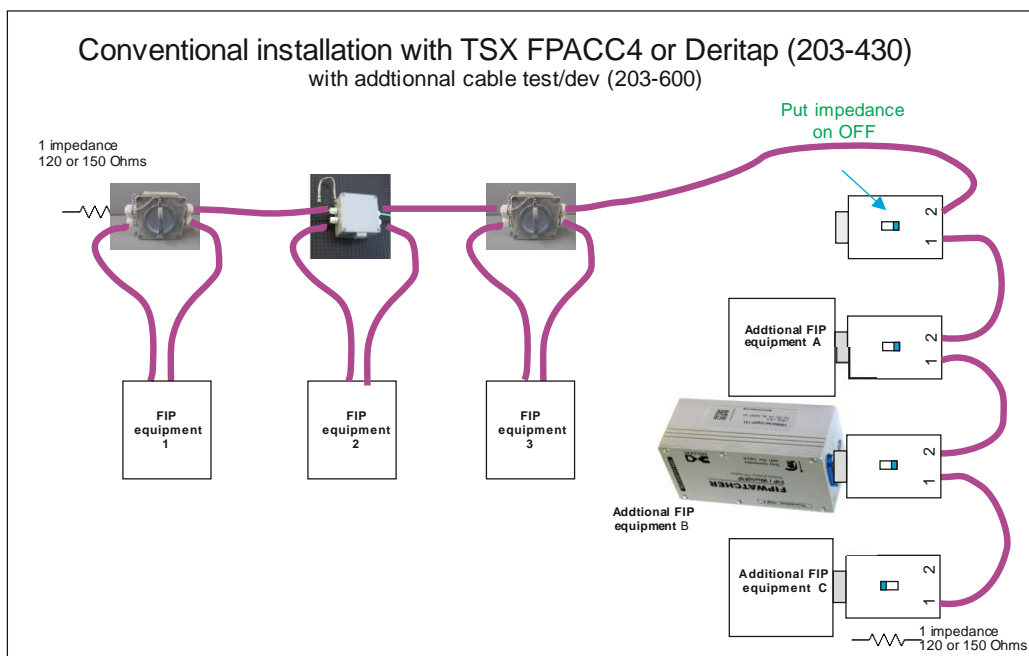 Conventional installation with TSX FPACC4 or Deritap (203-430)
with addtionnal cable test/dev (203-600)
Put impedance
on OFF
1 impedance
120 or 150 Ohms
2
1
Addtional FIP
equipment A
2
1
FIP
equipment
1
FIP
equipment
2
FIP
equipment
3
FIPWATCHER
FIP / WorldFIP
2
1
Addtional FIP
equipment B
Additional FIP
equipment C
2
1
1 impedance
120 or 150 Ohms